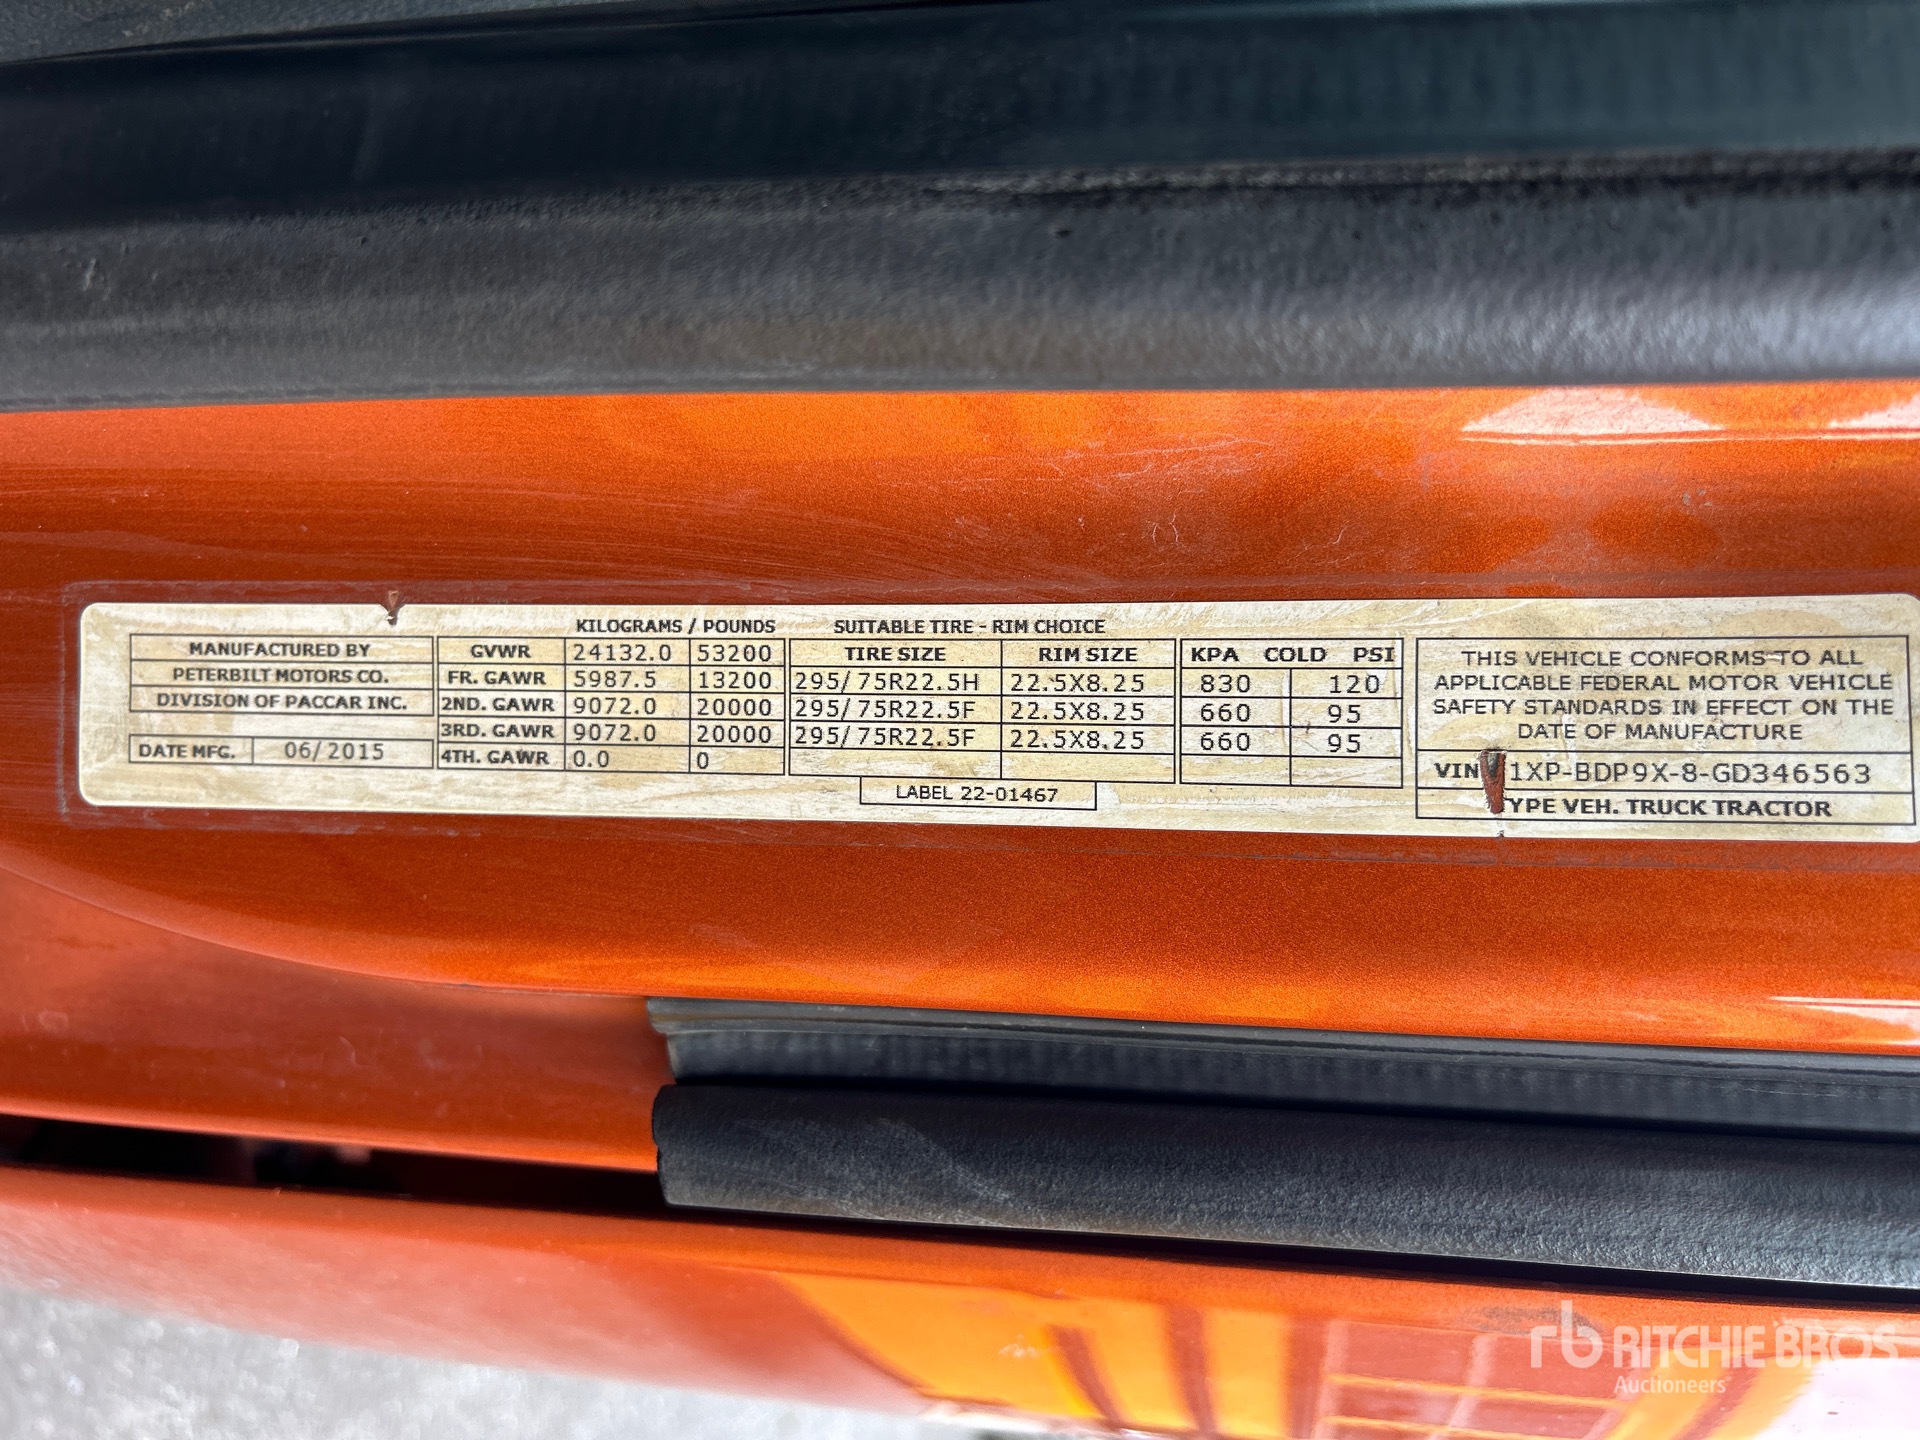 KILOGRAMS / POUNDS
SUITABLE TIRE - RIM CHOICE
MANUFACTURED BY
PETERBILT MOTORS CO.
DIVISION OF PACCAR INC.
DATE MFG. 06/2015
GVWR 24132.0 53200
FR. GAWR 5987.5 13200
2ND. GAWR 9072.0 20000
3RD. GAWR 9072.0 20000
4TH. GAWR 0.0 0
TIRE SIZE RIM SIZE
295/75R22.5H 22.5X8.25
295/75R22.5F 22.5X8.25
295/75R22.5F 22.5X8.25
LABEL 22-01467
KPA COLD PSI
830 120
660 95
660 95
THIS VEHICLE CONFORMS TO ALL
APPLICABLE FEDERAL MOTOR VEHICLE
SAFETY STANDARDS IN EFFECT ON THE
DATE OF MANUFACTURE
VIN 1XP-BDP9X-8-GD346563
YPE VEH. TRUCK TRACTOR
rb RITCHIE BROS
Auctioneers